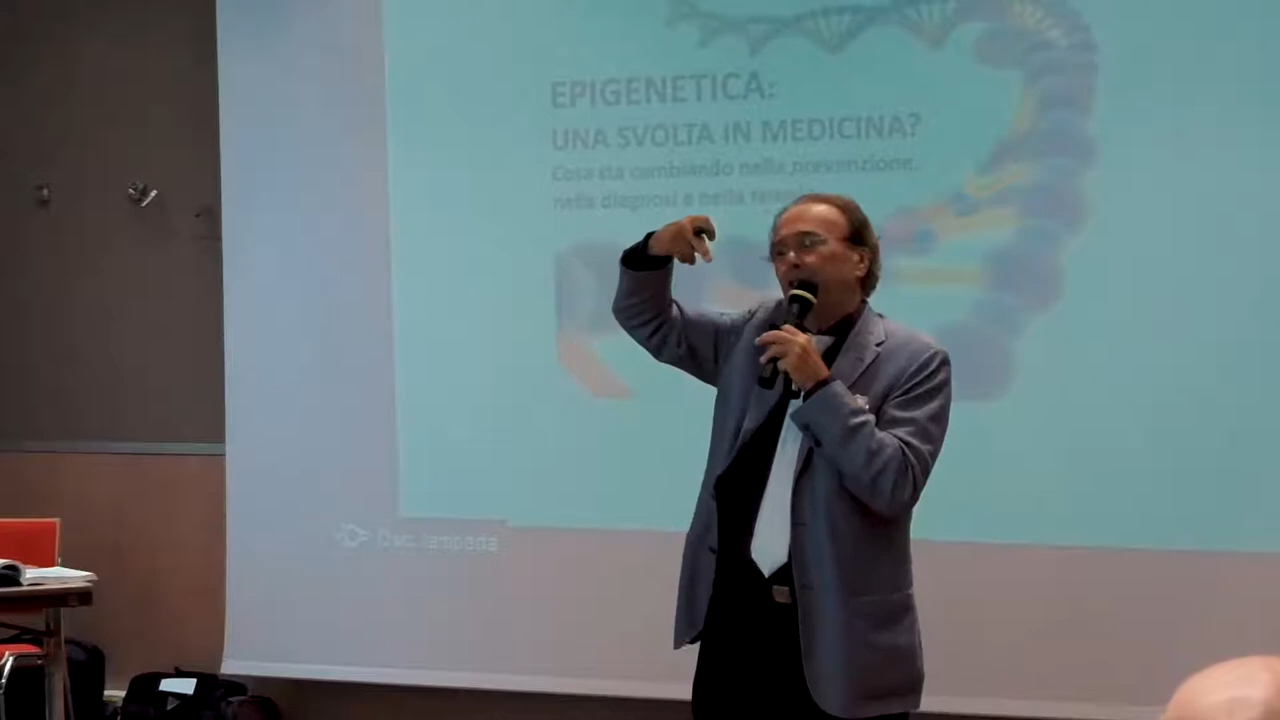 EPIGENETICA:
UNA SVOLTA IN MEDICINA?
Cosa sta cambiando nella prevenzione,
nella diagnosi e nella